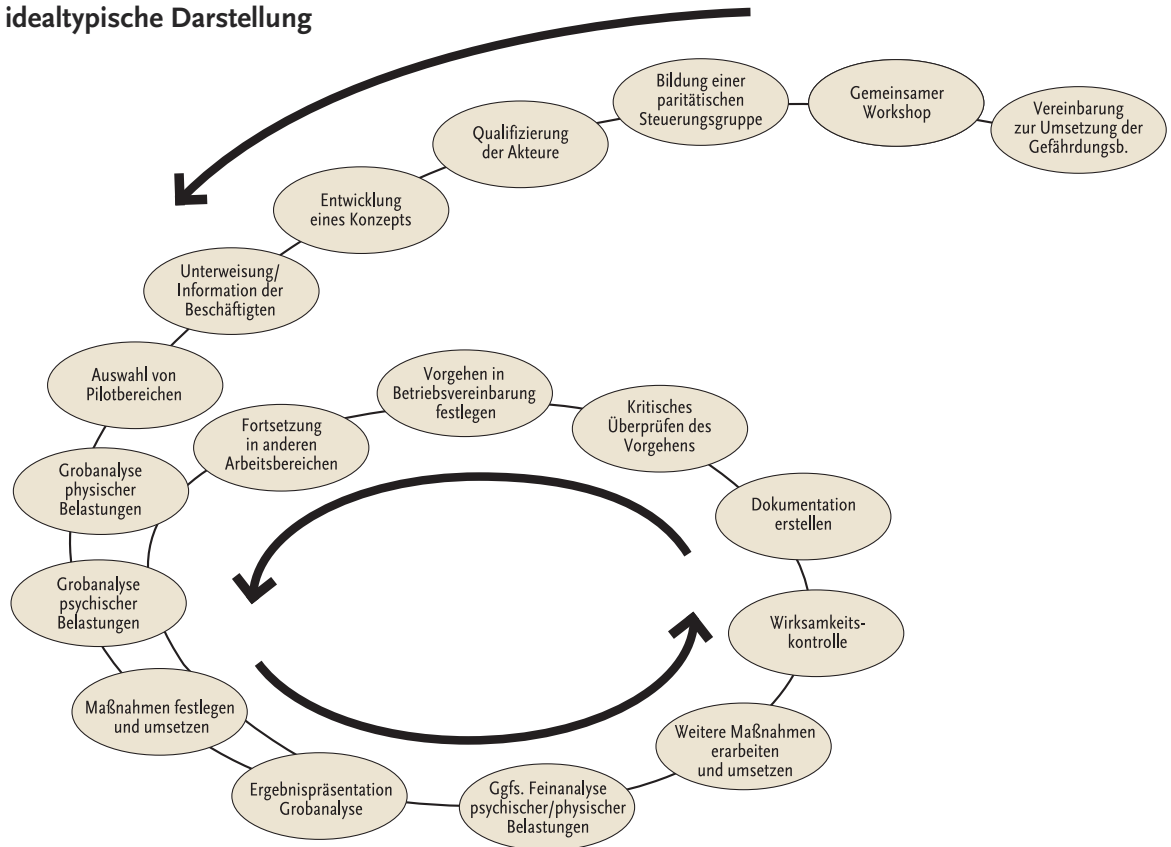 idealtypische Darstellung
Vereinbarung
zur Umsetzung der
Gefährdungsb.
Gemeinsamer
Workshop
Bildung einer
paritätischen
Steuerungsgruppe
Qualifizierung
der Akteure
Entwicklung
eines Konzepts
Unterweisung/
Information der
Beschäftigten
Auswahl von
Pilotbereichen
Grobanalyse
physischer
Belastungen
Grobanalyse
psychischer
Belastungen
Maßnahmen festlegen
und umsetzen
Ergebnispräsentation
Grobanalyse
Ggfs. Feinanalyse
psychischer/physischer
Belastungen
Weitere Maßnahmen
erarbeiten
und umsetzen
Wirksamkeits-
kontrolle
Dokumentation
erstellen
Kritisches
Überprüfen des
Vorgehens
Vorgehen in
Betriebsvereinbarung
festlegen
Fortsetzung
in anderen
Arbeitsbereichen